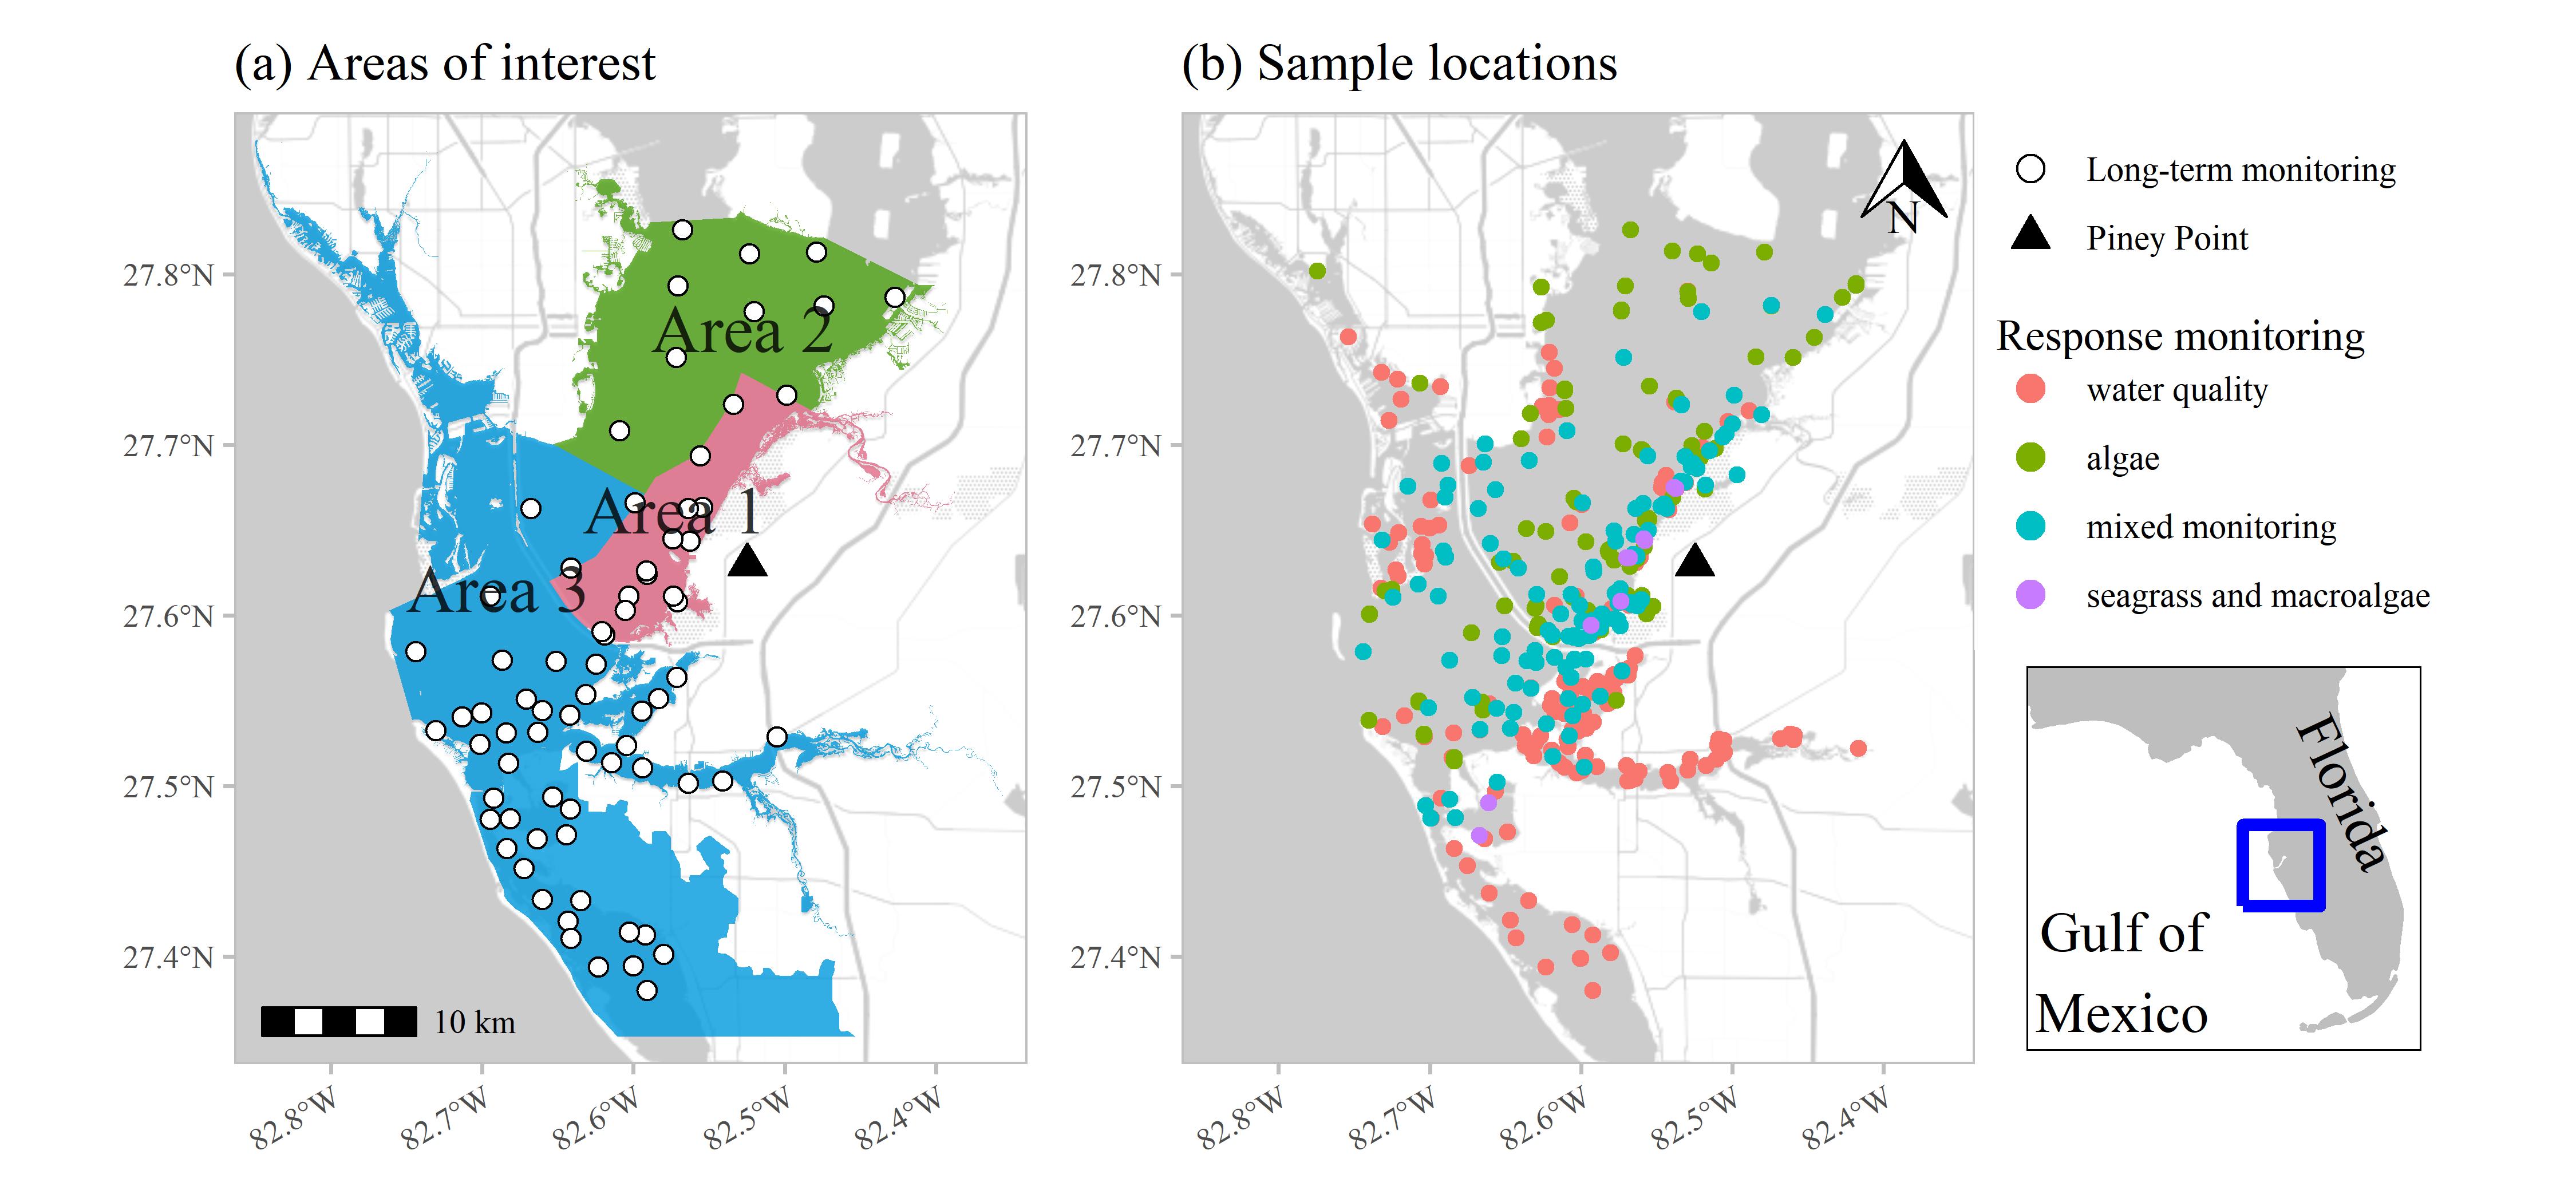 (a) Areas of interest
27.8°N
27.7°N
27.6°N
27.5°N
27.4°N
Area 2
Area 1
Area 3
10 km
82.8°W
82.7°W
82.6°W
82.5°W
82.4°W
(b) Sample locations
N
27.8°N
27.7°N
27.6°N
27.5°N
27.4°N
82.8°W
82.7°W
82.6°W
82.5°W
82.4°W
Long-term monitoring
Piney Point
Response monitoring
water quality
algae
mixed monitoring
seagrass and macroalgae
Florida
Gulf of
Mexico